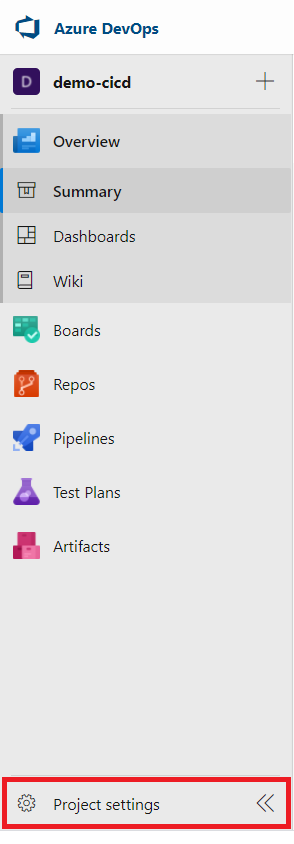 Azure DevOps
D demo-cicd
Overview
Summary
Dashboards
Wiki
Boards
Repos
Pipelines
Test Plans
Artifacts
Project settings